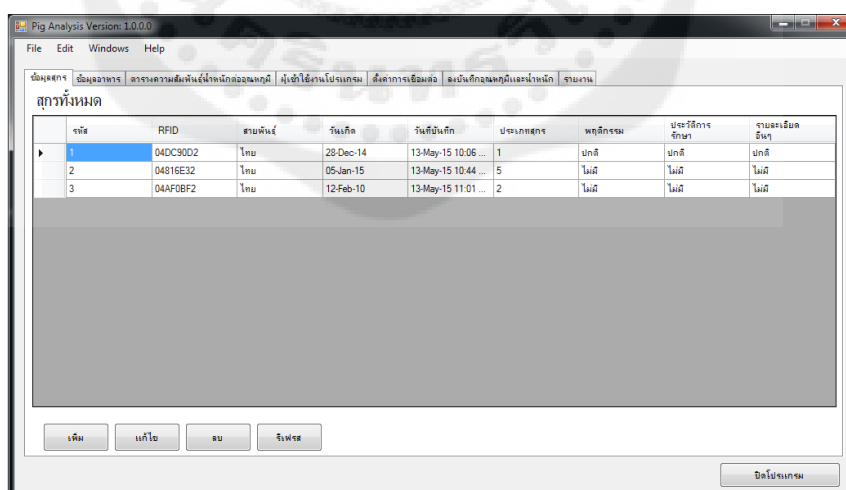 Pig Analysis Version: 1.0.0.0
File Edit Windows Help
ข้อมูลสุกร ข้อมูลอาหาร ตารางความสัมพันธ์น้ำหนักต่ออุณหภูมิ ผู้เข้าใช้งานโปรแกรม ตั้งค่าการเชื่อมต่อ ลงบันทึกอุณหภูมิและน้ำหนัก รายงาน
สุกรทั้งหมด
รหัส RFID สายพันธุ์ วันเกิด วันที่บันทึก ประเภทสุกร พฤติกรรม ประวัติการรักษา รายละเอียดอื่นๆ
1 04DC90D2 ไทย 28-Dec-14 13-May-15 10:06 ... 1 ปกติ ปกติ ปกติ
2 04816E32 ไทย 05-Jan-15 13-May-15 10:44 ... 5 ไม่มี ไม่มี ไม่มี
3 04AF0BF2 ไทย 12-Feb-10 13-May-15 11:01 ... 2 ไม่มี ไม่มี ไม่มี
เพิ่ม แก้ไข ลบ รีเฟรส
ปิดโปรแกรม